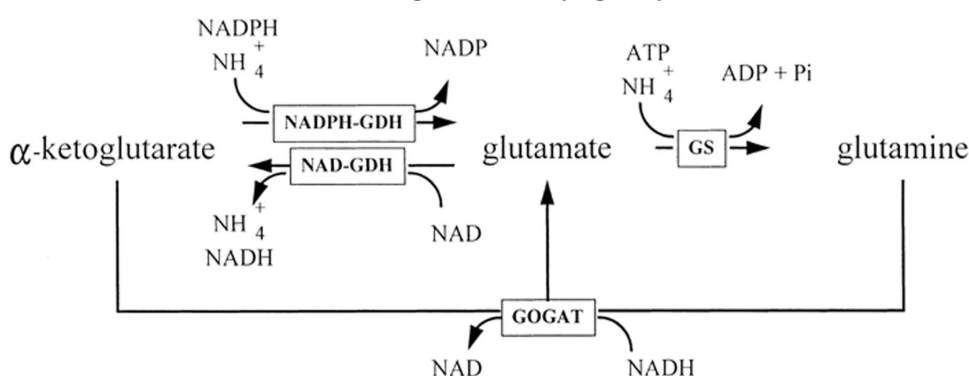 NADPH
NH4+
NADP
ATP
NH4+
ADP + Pi
NADPH-GDH
α-ketoglutarate
glutamate
GS
glutamine
NAD-GDH
NH4+
NADH
NAD
GOGAT
NAD
NADH